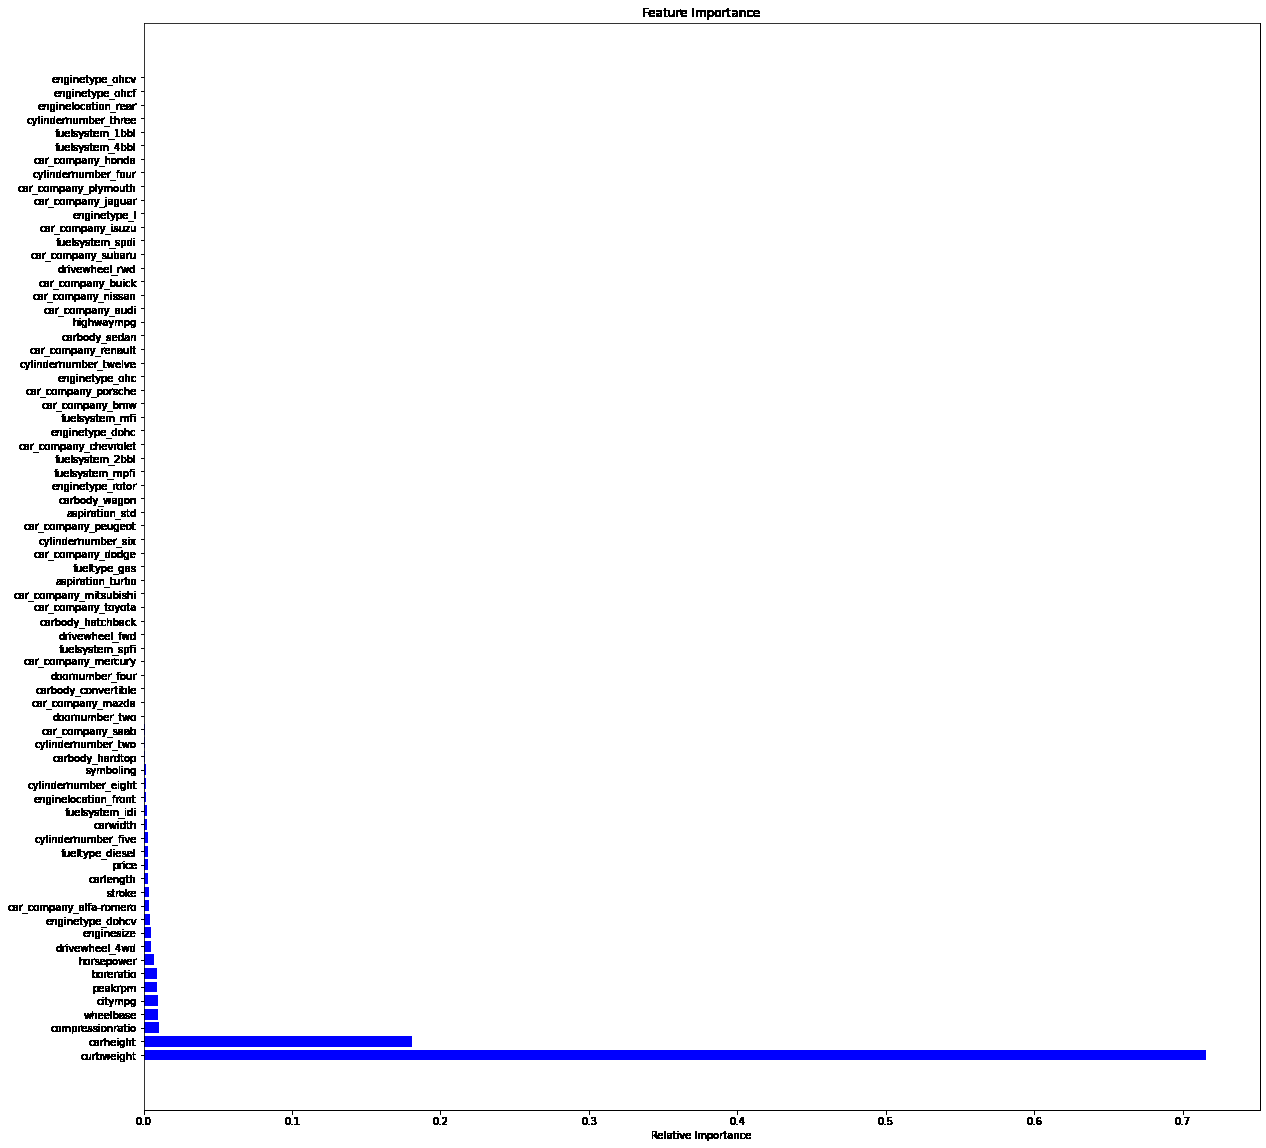 Feature Importance
enginetype_ohcv
enginetype_ohcf
enginelocation_rear
cylindernumber_three
fuelsystem_1bbl
fuelsystem_4bbl
car_company_honda
cylindernumber_four
car_company_plymouth
car_company_jaguar
enginetype_l
car_company_isuzu
fuelsystem_spdi
car_company_subaru
drivewheel_rwd
car_company_buick
car_company_nissan
car_company_audi
highwaympg
carbody_sedan
car_company_renault
cylindernumber_twelve
enginetype_ohc
car_company_porsche
car_company_bmw
fuelsystem_mfi
enginetype_dohc
car_company_chevrolet
fuelsystem_2bbl
fuelsystem_mpfi
enginetype_rotor
carbody_wagon
aspiration_std
car_company_peugeot
cylindernumber_six
car_company_dodge
fueltype_gas
aspiration_turbo
car_company_mitsubishi
car_company_toyota
carbody_hatchback
drivewheel_fwd
fuelsystem_spfi
car_company_mercury
doornumber_four
carbody_convertible
car_company_mazda
doornumber_two
car_company_saab
cylindernumber_two
carbody_hardtop
symboling
cylindernumber_eight
enginelocation_front
fuelsystem_idi
carwidth
cylindernumber_five
fueltype_diesel
price
carlength
stroke
car_company_alfa-romero
enginetype_dohcv
enginesize
drivewheel_4wd
horsepower
boreratio
peakrpm
citympg
wheelbase
compressionratio
carheight
curbweight
0.0 0.1 0.2 0.3 0.4 0.5 0.6 0.7
Relative Importance